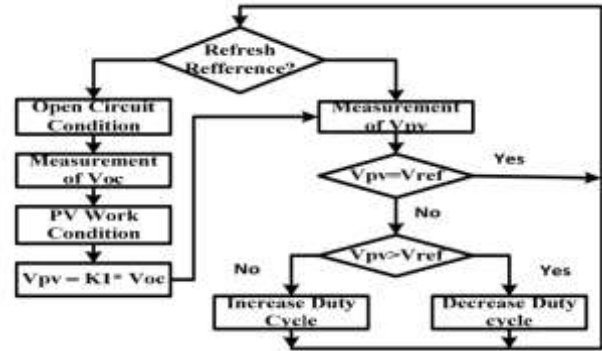 Refresh
Refference?
Open Circuit
Condition
Measurement
of Voc
PV Work
Condition
Vpv = K1* Voc
Measurement
of Vpv
Vpv=Vref
Yes
No
Vpv>Vref
No
Yes
Increase Duty
Cycle
Decrease Duty
cycle